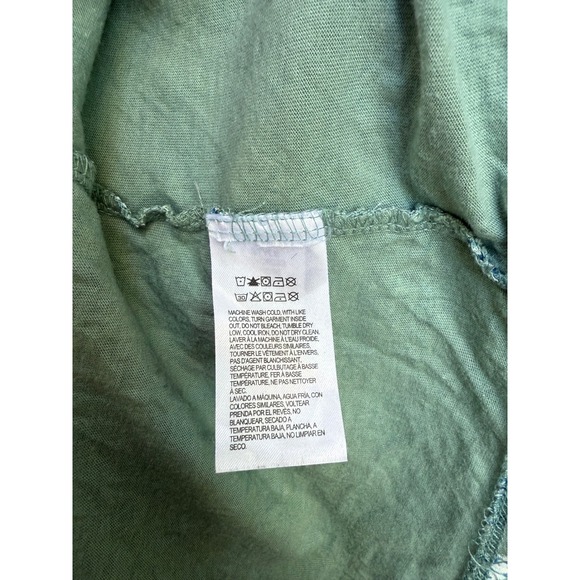 MACHINE WASH COLD, WITH LIKE
COLORS, TURN GARMENT INSIDE
OUT, DO NOT BLEACH, TUMBLE DRY
LOW, COOL IRON, DO NOT DRY CLEAN.
LAVER À LA MACHINE À L'EAU FROIDE,
AVEC DES COULEURS SIMILAIRES,
TOURNER LE VÊTEMENT À L'ENVERS,
PAS D'AGENT BLANCHISSANT,
SÉCHAGE PAR CULBUTAGE À BASSE
TEMPÉRATURE, FER À BASSE
TEMPÉRATURE, NE PAS NETTOYER
À SEC.
LAVADO A MÁQUINA, AGUA FRÍA, CON
COLORES SIMILARES, VOLTEAR
PRENDA POR EL REVÉS, NO
BLANQUEAR, SECADO A
TEMPERATURA BAJA, PLANCHA, A
TEMPERATURA BAJA, NO LIMPIAR EN
SECO